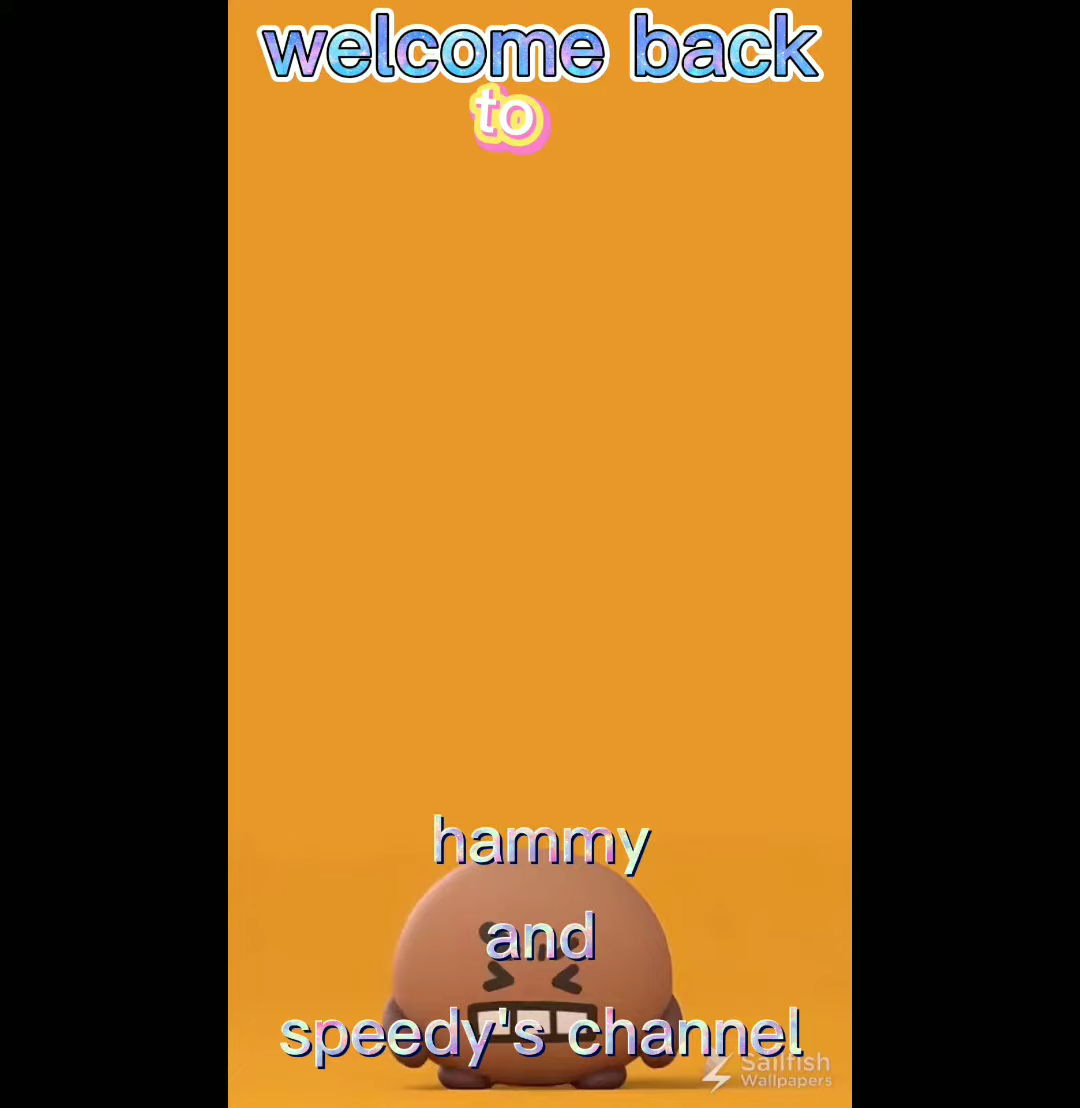 welcome back
to
hammy
and
speedy's channel
Sailfish
Wallpapers